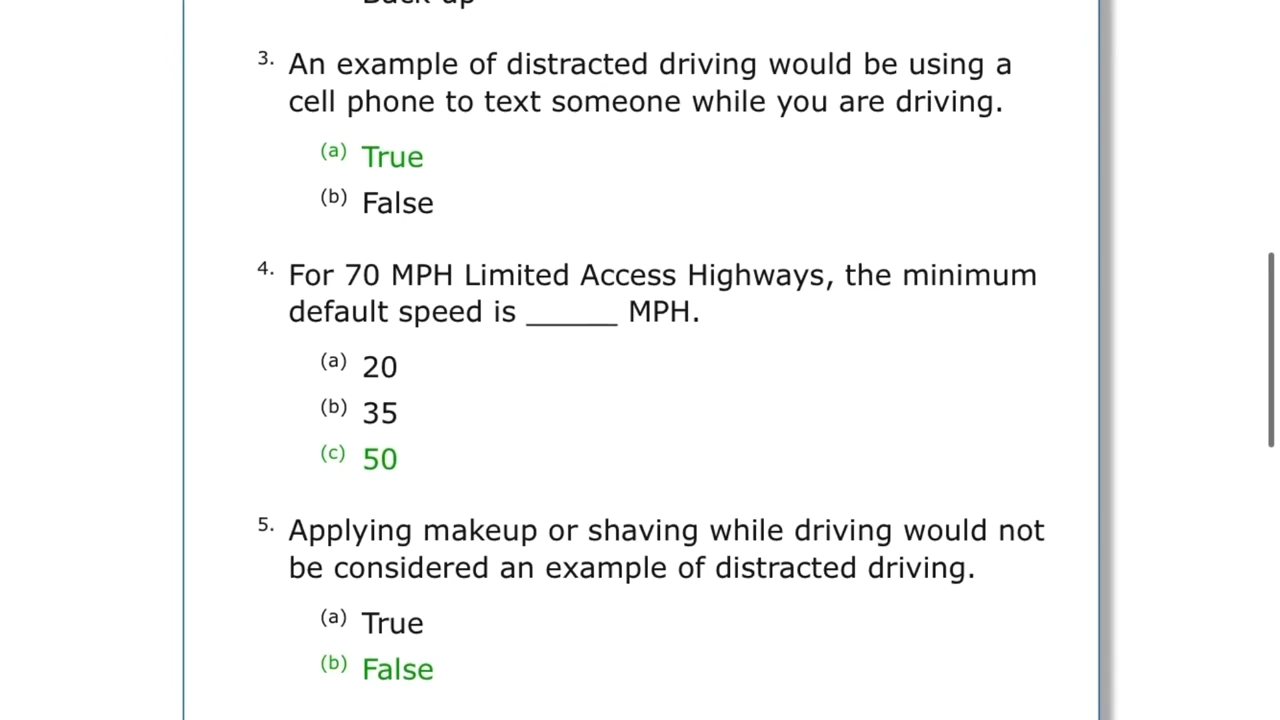 Back up
3. An example of distracted driving would be using a
cell phone to text someone while you are driving.
(a) True
(b) False
4. For 70 MPH Limited Access Highways, the minimum
default speed is ______ MPH.
(a) 20
(b) 35
(c) 50
5. Applying makeup or shaving while driving would not
be considered an example of distracted driving.
(a) True
(b) False